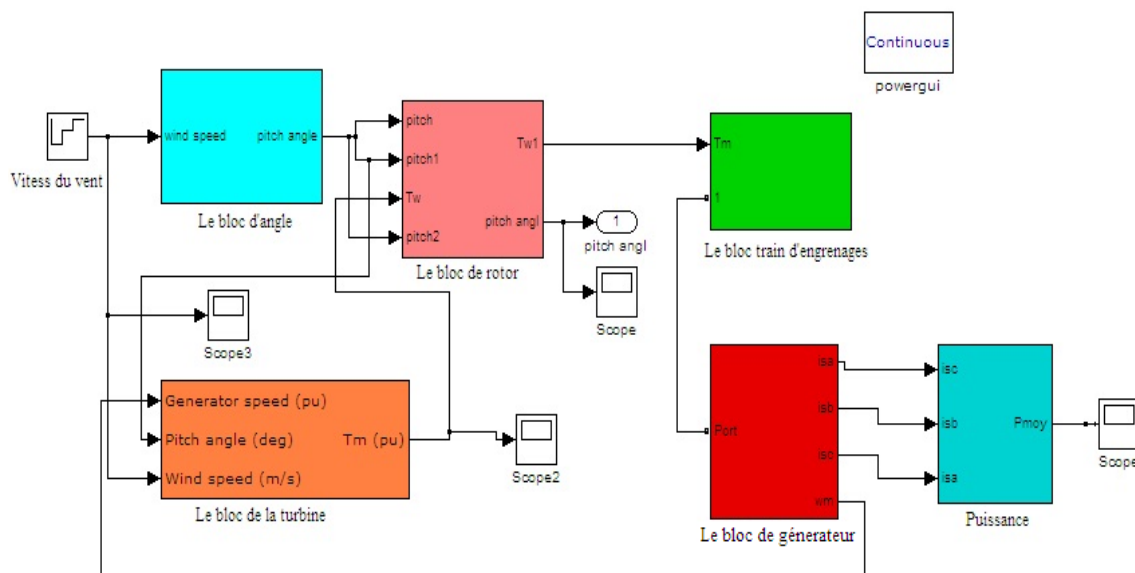 Continuous
powergui
wind speed
pitch angle
Vitess du vent
Le bloc d'angle
pitch
pitch1
Tw
pitch2
Tw1
pitch angl
Le bloc de rotor
1
pitch angl
Scope
Tm
1
Le bloc train d'engrenages
Scope3
Generator speed (pu)
Pitch angle (deg)
Wind speed (m/s)
Tm (pu)
Le bloc de la turbine
Scope2
Port
isa
isb
isc
wm
Le bloc de génerateur
isc
isb
isa
Pmoy
Puissance
Scope